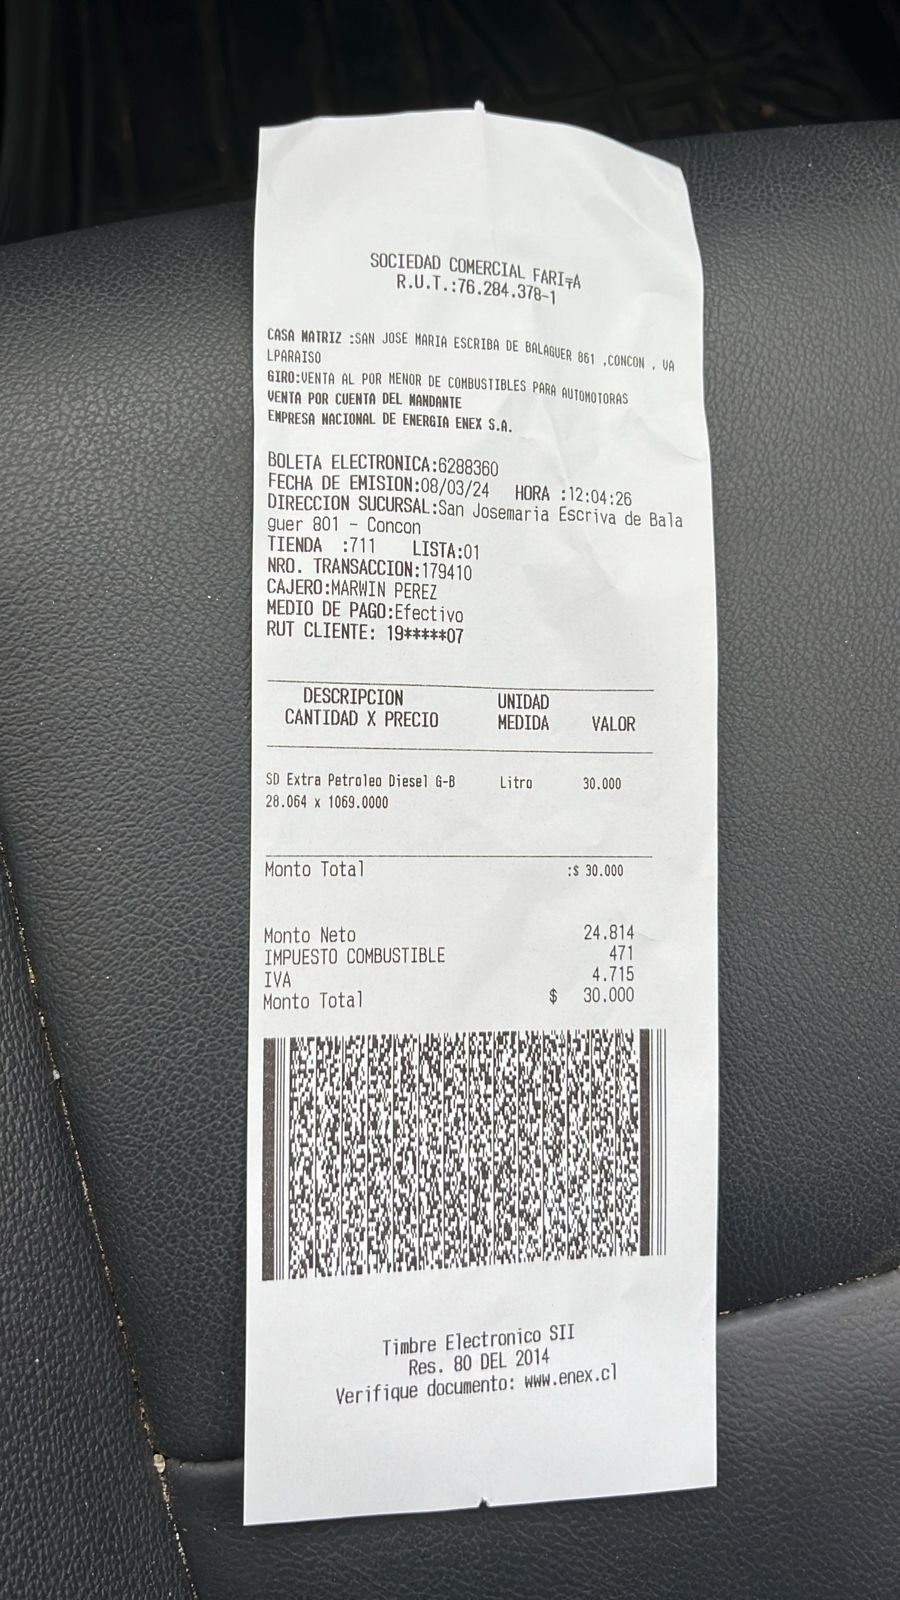 SOCIEDAD COMERCIAL FARI╤A
R.U.T.:76.284.378-1
CASA MATRIZ :SAN JOSE MARIA ESCRIBA DE BALAGUER 861 ,CONCON , VA
LPARAISO
GIRO:VENTA AL POR MENOR DE COMBUSTIBLES PARA AUTOMOTORAS
VENTA POR CUENTA DEL MANDANTE
EMPRESA NACIONAL DE ENERGIA ENEX S.A.
BOLETA ELECTRONICA:6288360
FECHA DE EMISION:08/03/24 HORA :12:04:26
DIRECCION SUCURSAL:San Josemaria Escriva de Bala
guer 801 - Concon
TIENDA :711 LISTA:01
NRO. TRANSACCION:179410
CAJERO:MARWIN PEREZ
MEDIO DE PAGO:Efectivo
RUT CLIENTE: 19*****07
DESCRIPCION UNIDAD
CANTIDAD X PRECIO MEDIDA VALOR
SD Extra Petroleo Diesel G-B Litro 30.000
28.064 x 1069.0000
Monto Total :$ 30.000
Monto Neto 24.814
IMPUESTO COMBUSTIBLE 471
IVA 4.715
Monto Total $ 30.000
Timbre Electronico SII
Res. 80 DEL 2014
Verifique documento: www.enex.cl